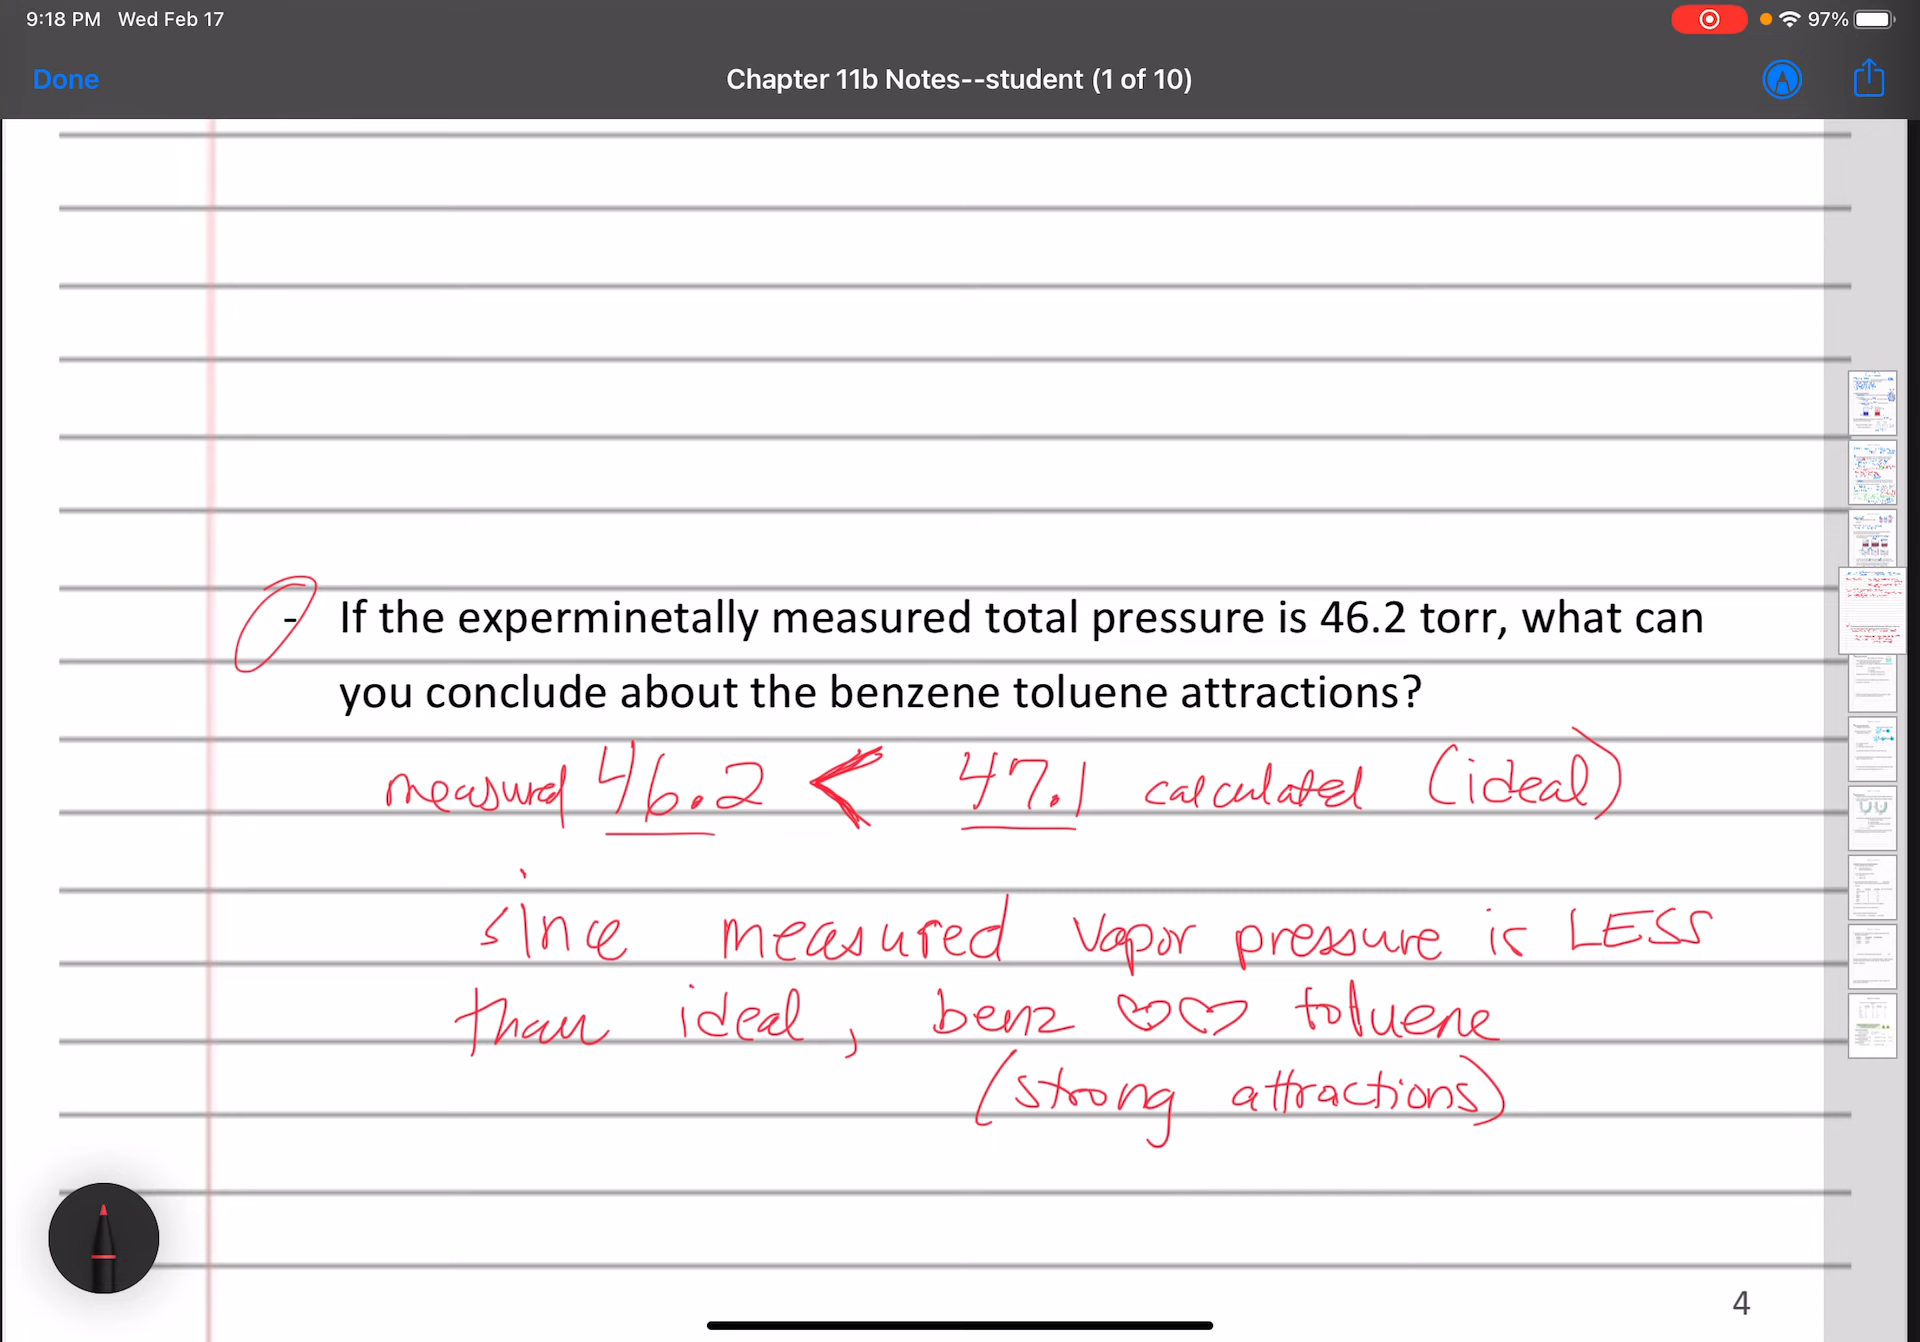 9:18 PM Wed Feb 17
97%
Done
Chapter 11b Notes--student (1 of 10)
- If the experminetally measured total pressure is 46.2 torr, what can
you conclude about the benzene toluene attractions?
measured 46.2 < 47.1 calculated (ideal)
since measured vapor pressure is LESS
than ideal, benz ♡♡ toluene
(strong attractions)
4